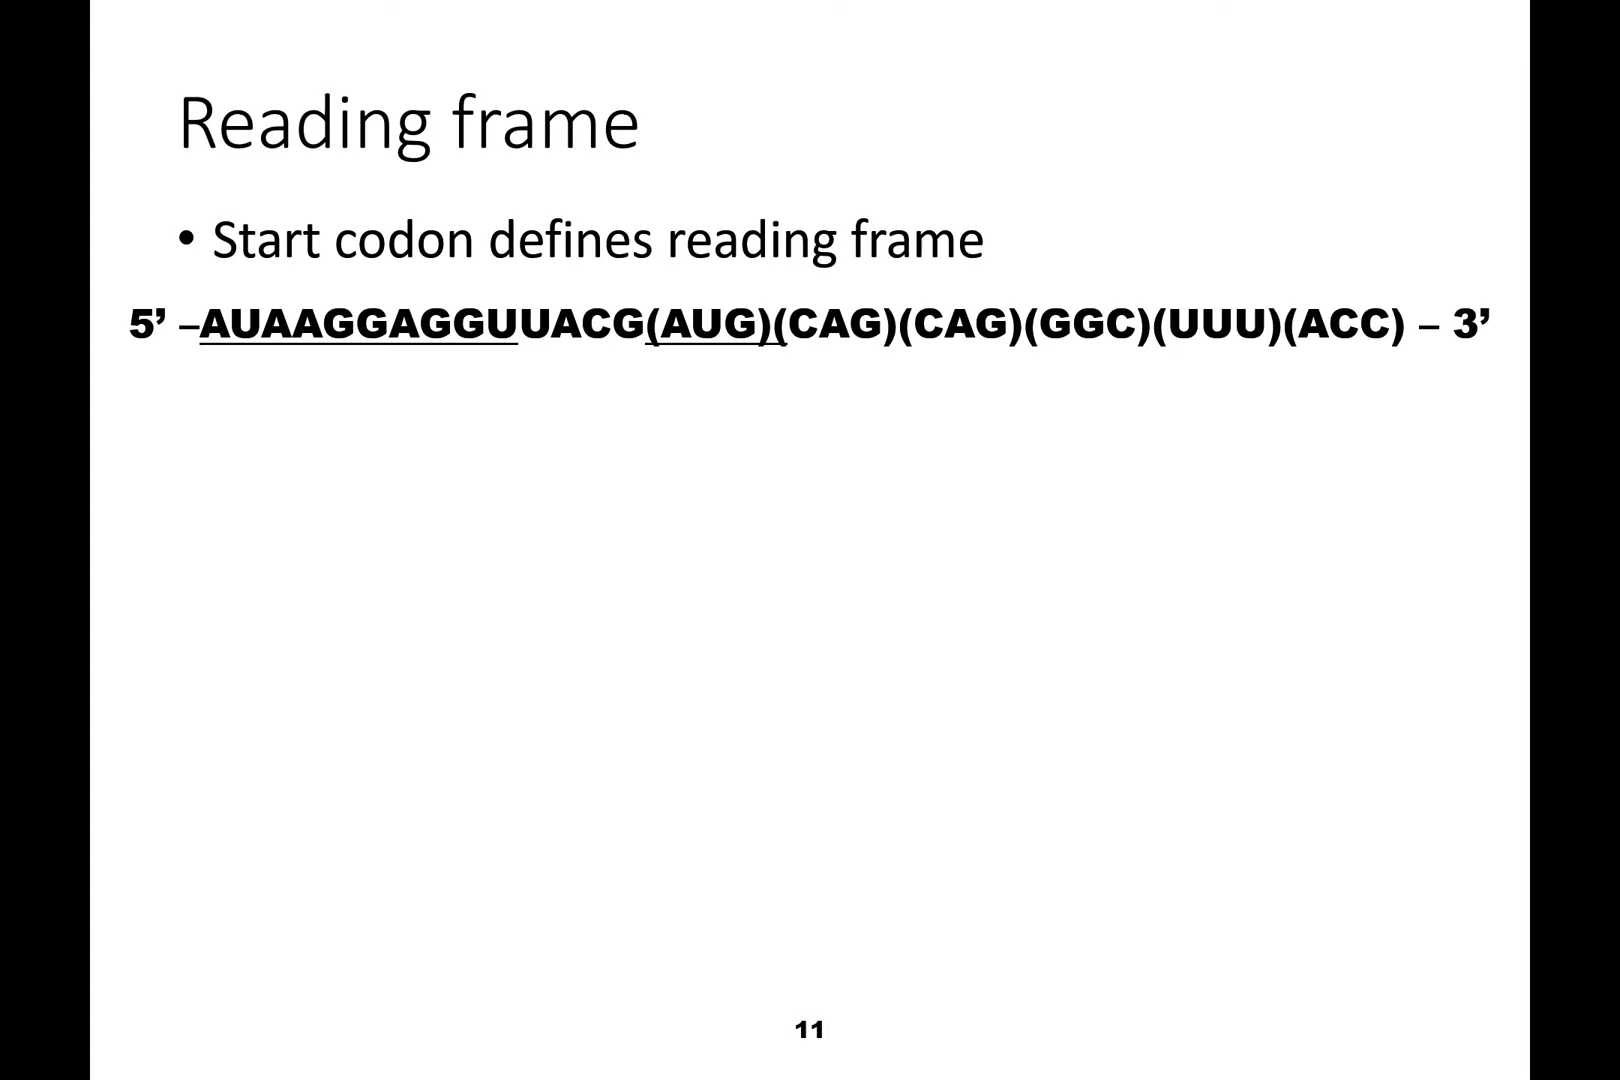 Reading frame
• Start codon defines reading frame
5’ –AUAAGGAGGUUACG(AUG)(CAG)(CAG)(GGC)(UUU)(ACC) – 3’
11